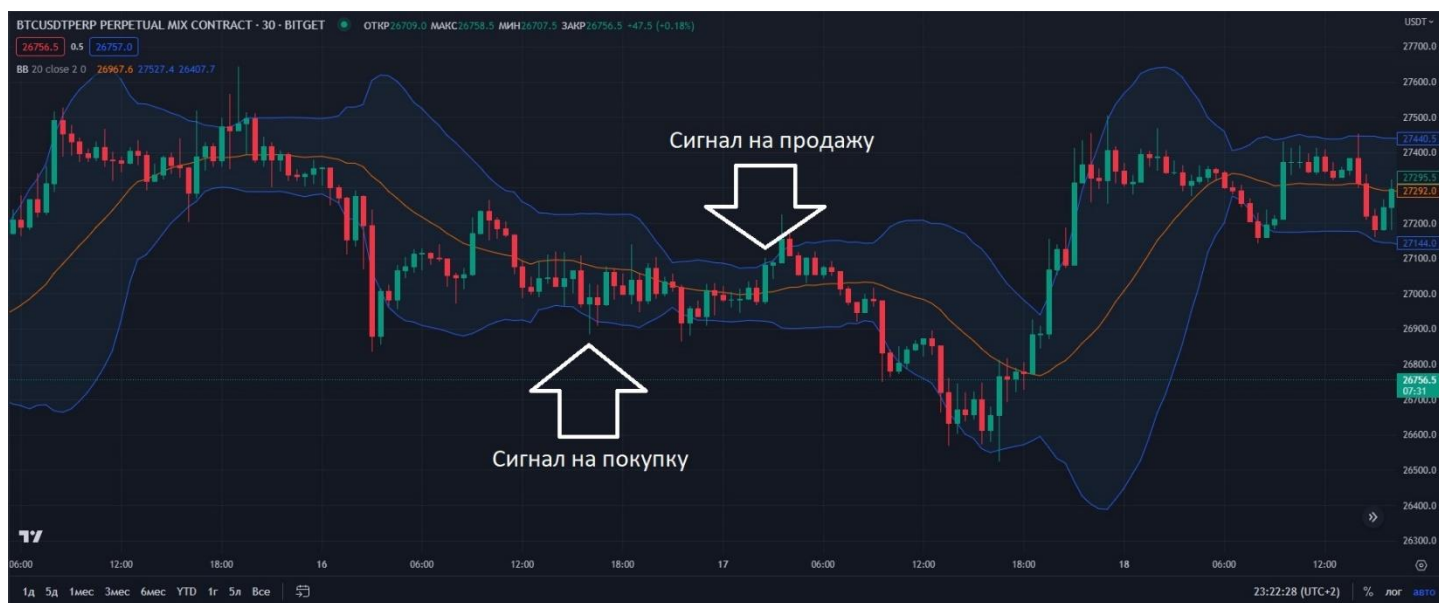 BTCUSDTPERP PERPETUAL MIX CONTRACT · 30 · BITGET ОТКР26709.0 МАКС26758.5 МИН26707.5 ЗАКР26756.5 +47.5 (+0.18%)
USDT
26756.5 0.5 26757.0
BB 20 close 2 0 26967.6 27527.4 26407.7
27700.0
27600.0
27500.0
27440.5
27400.0
Сигнал на продажу
27295.5
27292.0
27200.0
27144.0
27100.0
27000.0
26900.0
26800.0
26756.5
07:31
26700.0
26600.0
Сигнал на покупку
26500.0
26400.0
26300.0
06:00 12:00 18:00 16 06:00 12:00 18:00 17 06:00 12:00 18:00 18 06:00 12:00
1д 5д 1мес 3мес 6мес YTD 1г 5л Все 23:22:28 (UTC+2) % лог авто